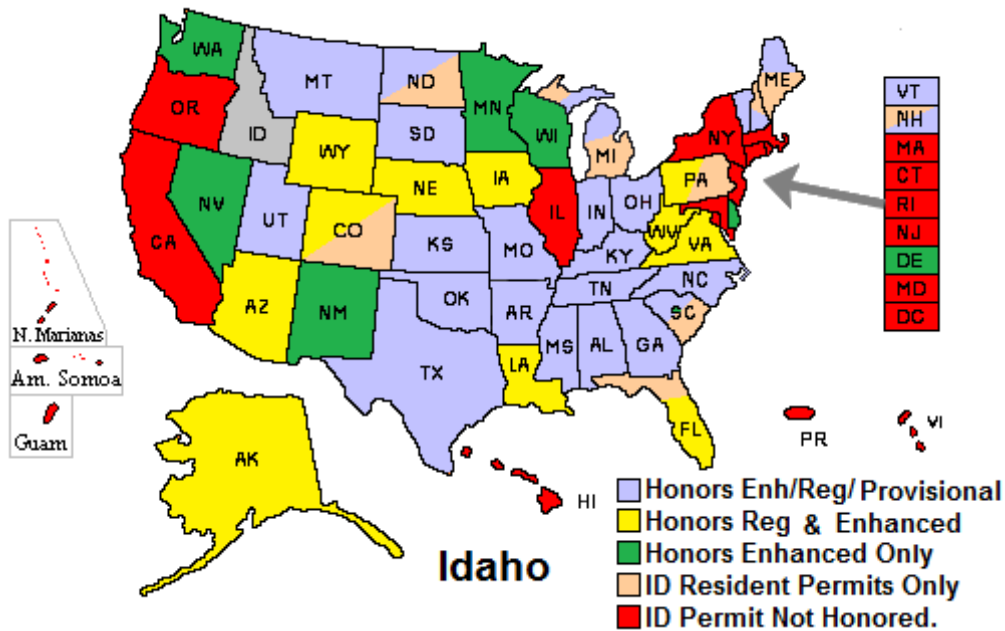 WA
MT
ND
MN
ME
OR
ID
SD
WI
NY
WY
MI
NV
UT
NE
IA
PA
CA
CO
IL
IN
OH
KS
MO
WV
VA
KY
NC
AZ
NM
OK
AR
TN
SC
TX
LA
MS
AL
GA
FL
AK
HI
PR
VI
VT
NH
MA
CT
RI
NJ
DE
MD
DC
N. Marianas
Am. Somoa
Guam
Idaho
Honors Enh/Reg/Provisional
Honors Reg & Enhanced
Honors Enhanced Only
ID Resident Permits Only
ID Permit Not Honored.